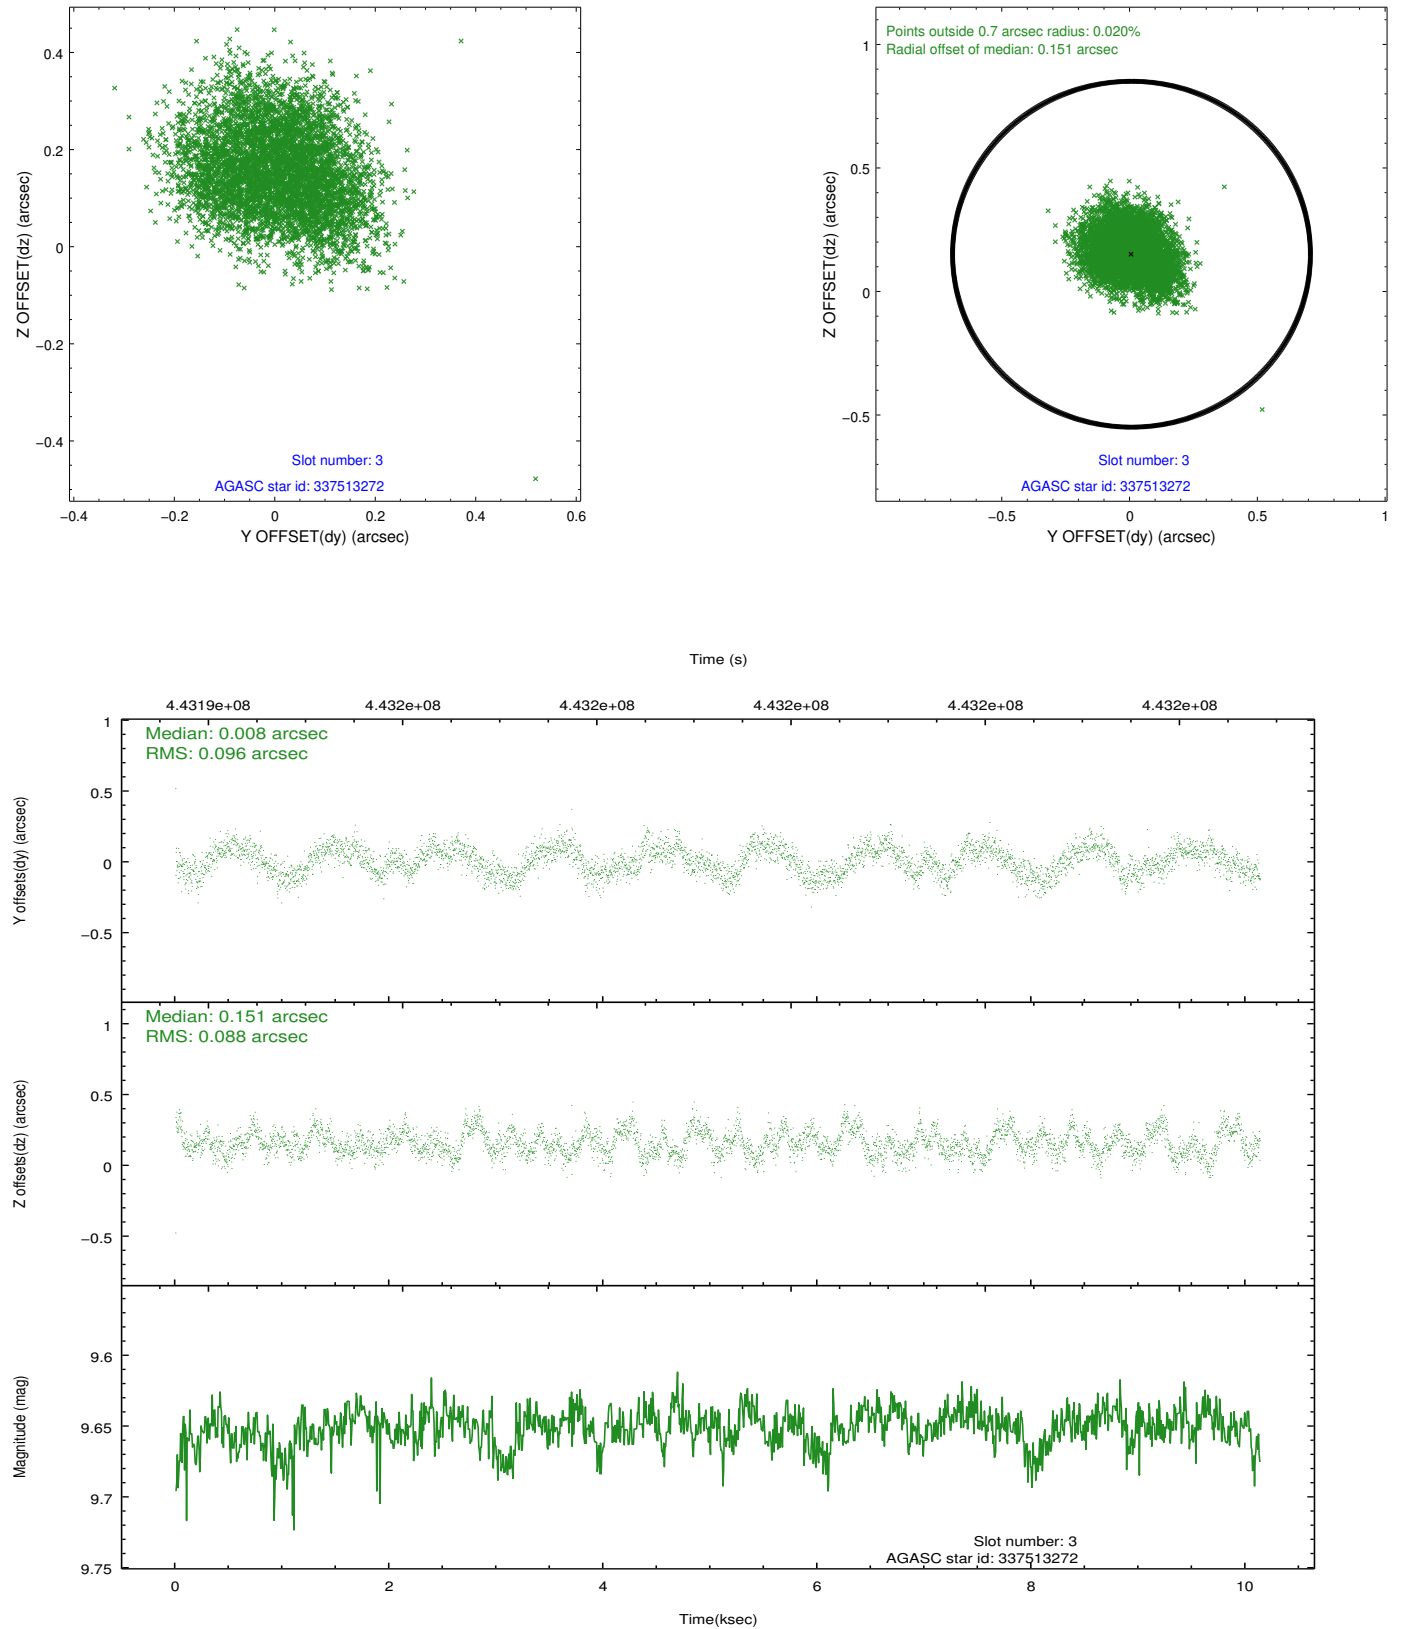 0.4
0.2
0
−0.2
−0.4
Z OFFSET(dz) (arcsec)
Slot number: 3
AGASC star id: 337513272
−0.4 −0.2 0 0.2 0.4 0.6
Y OFFSET(dy) (arcsec)
Points outside 0.7 arcsec radius: 0.020%
Radial offset of median: 0.151 arcsec
1
0.5
0
−0.5
Z OFFSET(dz) (arcsec)
Slot number: 3
AGASC star id: 337513272
−0.5 0 0.5 1
Y OFFSET(dy) (arcsec)
Time (s)
4.4319e+08 4.432e+08 4.432e+08 4.432e+08 4.432e+08 4.432e+08
Median: 0.008 arcsec
RMS: 0.096 arcsec
1
0.5
0
−0.5
Y offsets(dy) (arcsec)
Median: 0.151 arcsec
RMS: 0.088 arcsec
1
0.5
0
−0.5
Z offsets(dz) (arcsec)
9.6
9.65
9.7
9.75
Magnitude (mag)
Slot number: 3
AGASC star id: 337513272
0 2 4 6 8 10
Time(ksec)